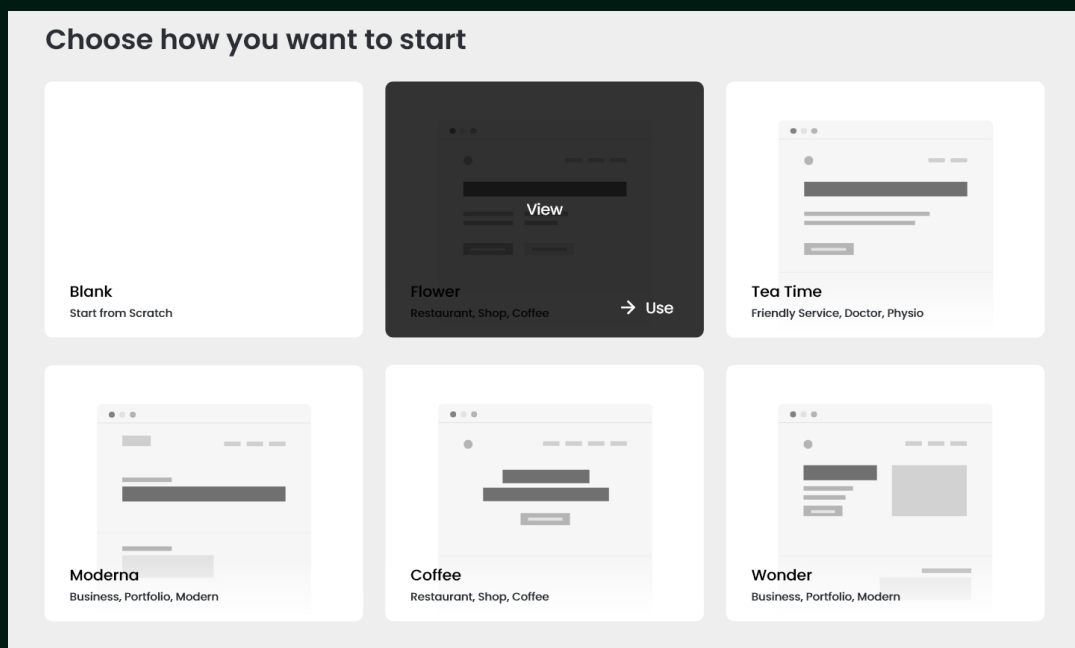 Choose how you want to start
Blank
Start from Scratch
View
Flower
Restaurant, Shop, Coffee
Use
Tea Time
Friendly Service, Doctor, Physio
Moderna
Business, Portfolio, Modern
Coffee
Restaurant, Shop, Coffee
Wonder
Business, Portfolio, Modern